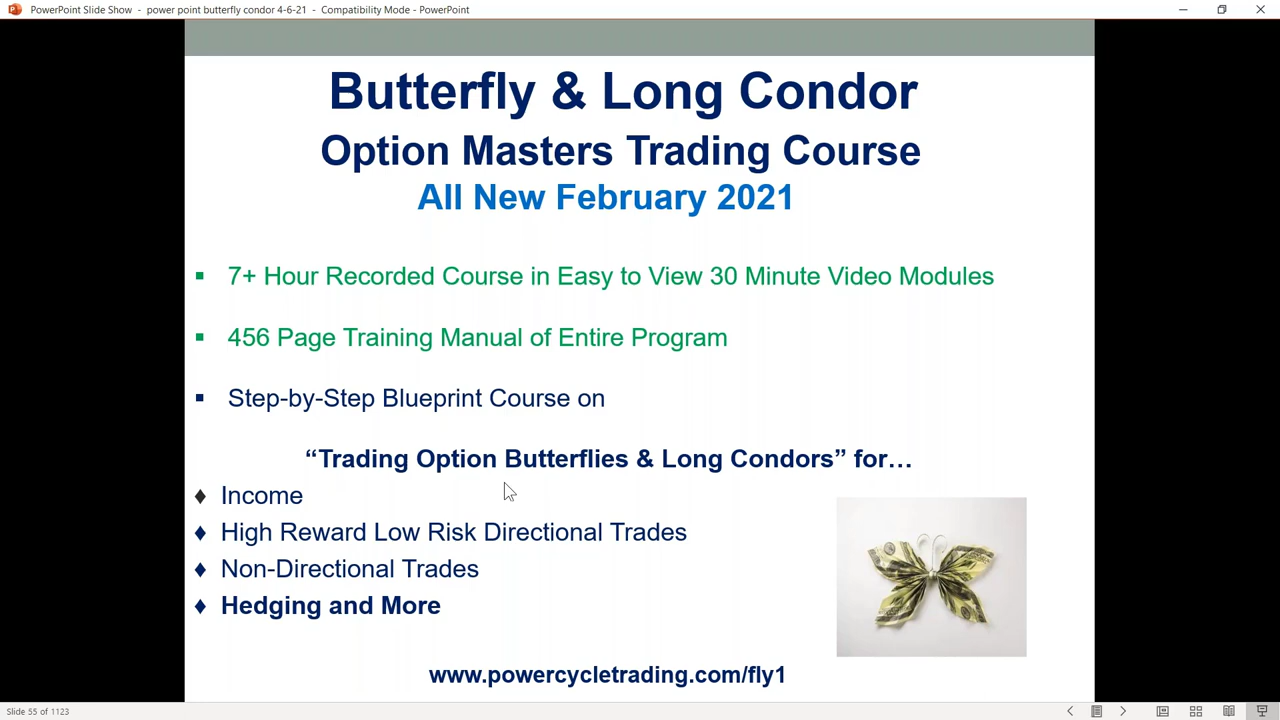 PowerPoint Slide Show - power point butterfly condor 4-6-21 - Compatibility Mode - PowerPoint
Butterfly & Long Condor
Option Masters Trading Course
All New February 2021
▪ 7+ Hour Recorded Course in Easy to View 30 Minute Video Modules
▪ 456 Page Training Manual of Entire Program
▪ Step-by-Step Blueprint Course on
“Trading Option Butterflies & Long Condors” for…
♦ Income
♦ High Reward Low Risk Directional Trades
♦ Non-Directional Trades
♦ Hedging and More
www.powercycletrading.com/fly1
Slide 55 of 1123